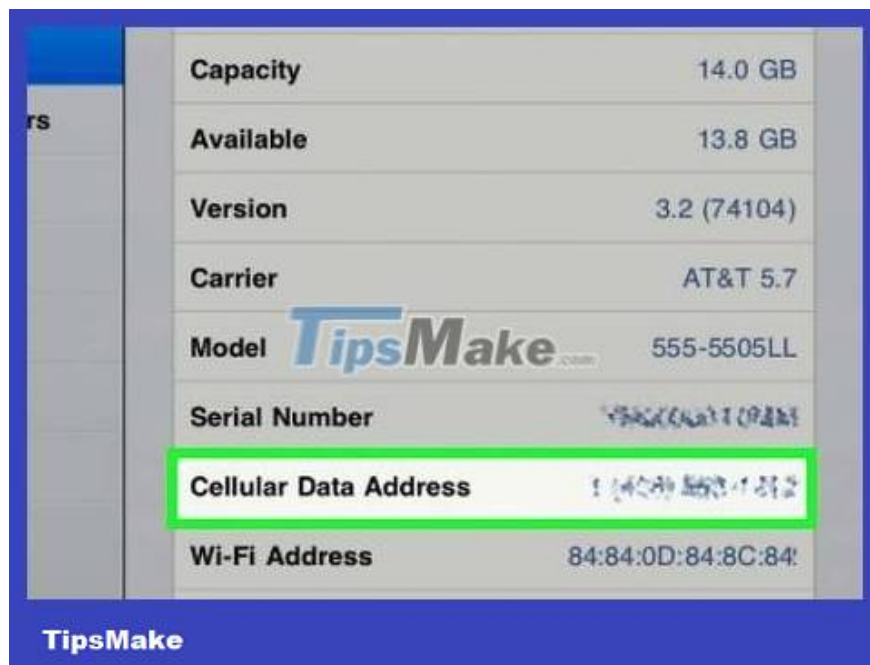 Capacity 14.0 GB
rs
Available 13.8 GB
Version 3.2 (74104)
Carrier AT&T 5.7
Model 555-5505LL
TipsMake.com
Serial Number
Cellular Data Address
Wi-Fi Address 84:84:0D:84:8C:84:
TipsMake